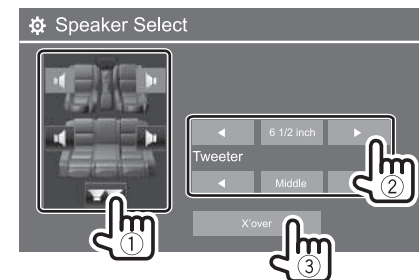 Speaker Select
6 1/2 inch
Tweeter
Middle
X'over
①
②
③